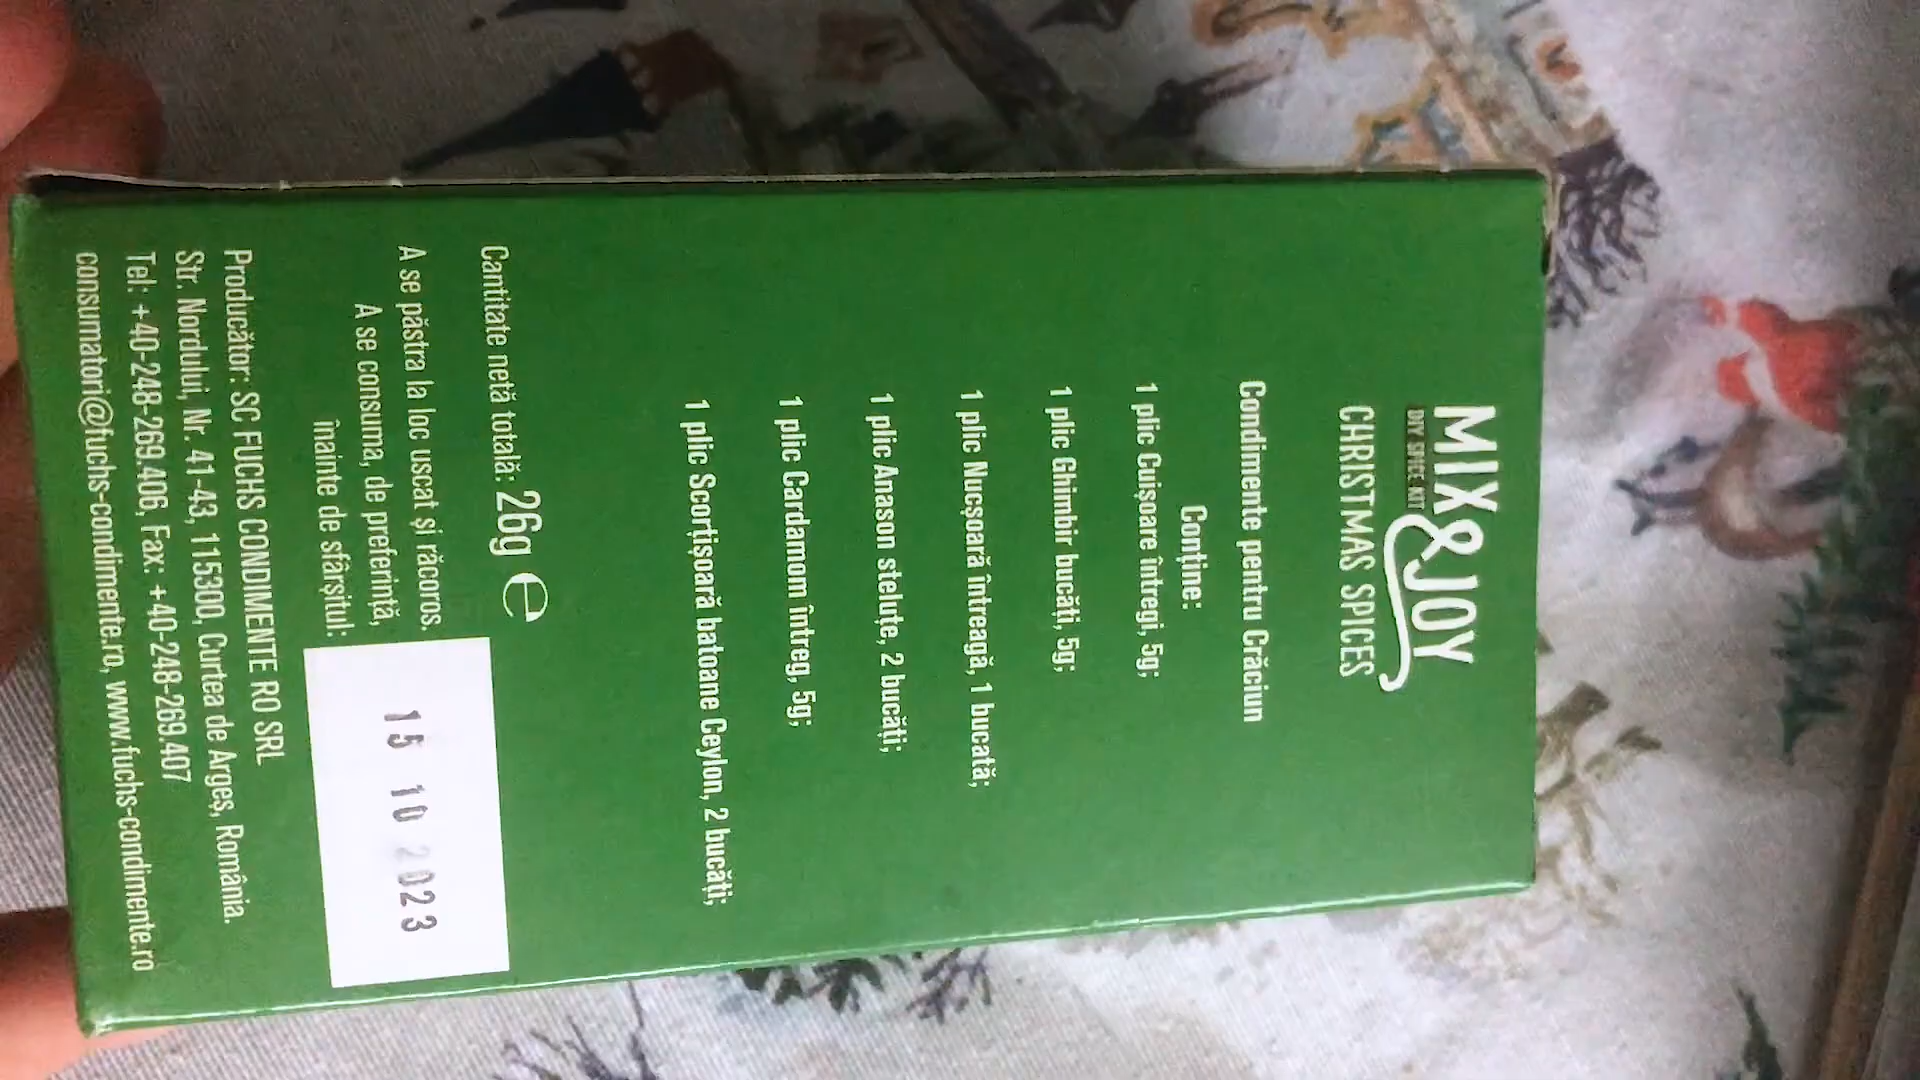 MIX & JOY
DIY SPICE KIT
CHRISTMAS SPICES
Condimente pentru Crăciun
Conține:
1 plic Cuișoare întregi, 5g;
1 plic Ghimbir bucăți, 5g;
1 plic Nucșoară întreagă, 1 bucată;
1 plic Anason steluțe, 2 bucăți;
1 plic Cardamom întreg, 5g;
1 plic Scorțișoară batoane Ceylon, 2 bucăți;
Cantitate netă totală: 26g ℮
A se păstra la loc uscat și răcoros.
A se consuma, de preferință,
înainte de sfârșitul:
15 10 2023
Producător: SC FUCHS CONDIMENTE RO SRL
Str. Nordului, Nr. 41-43, 115300, Curtea de Argeș, România.
Tel: +40-248-269.406, Fax: +40-248-269.407
consumatori@fuchs-condimente.ro, www.fuchs-condimente.ro